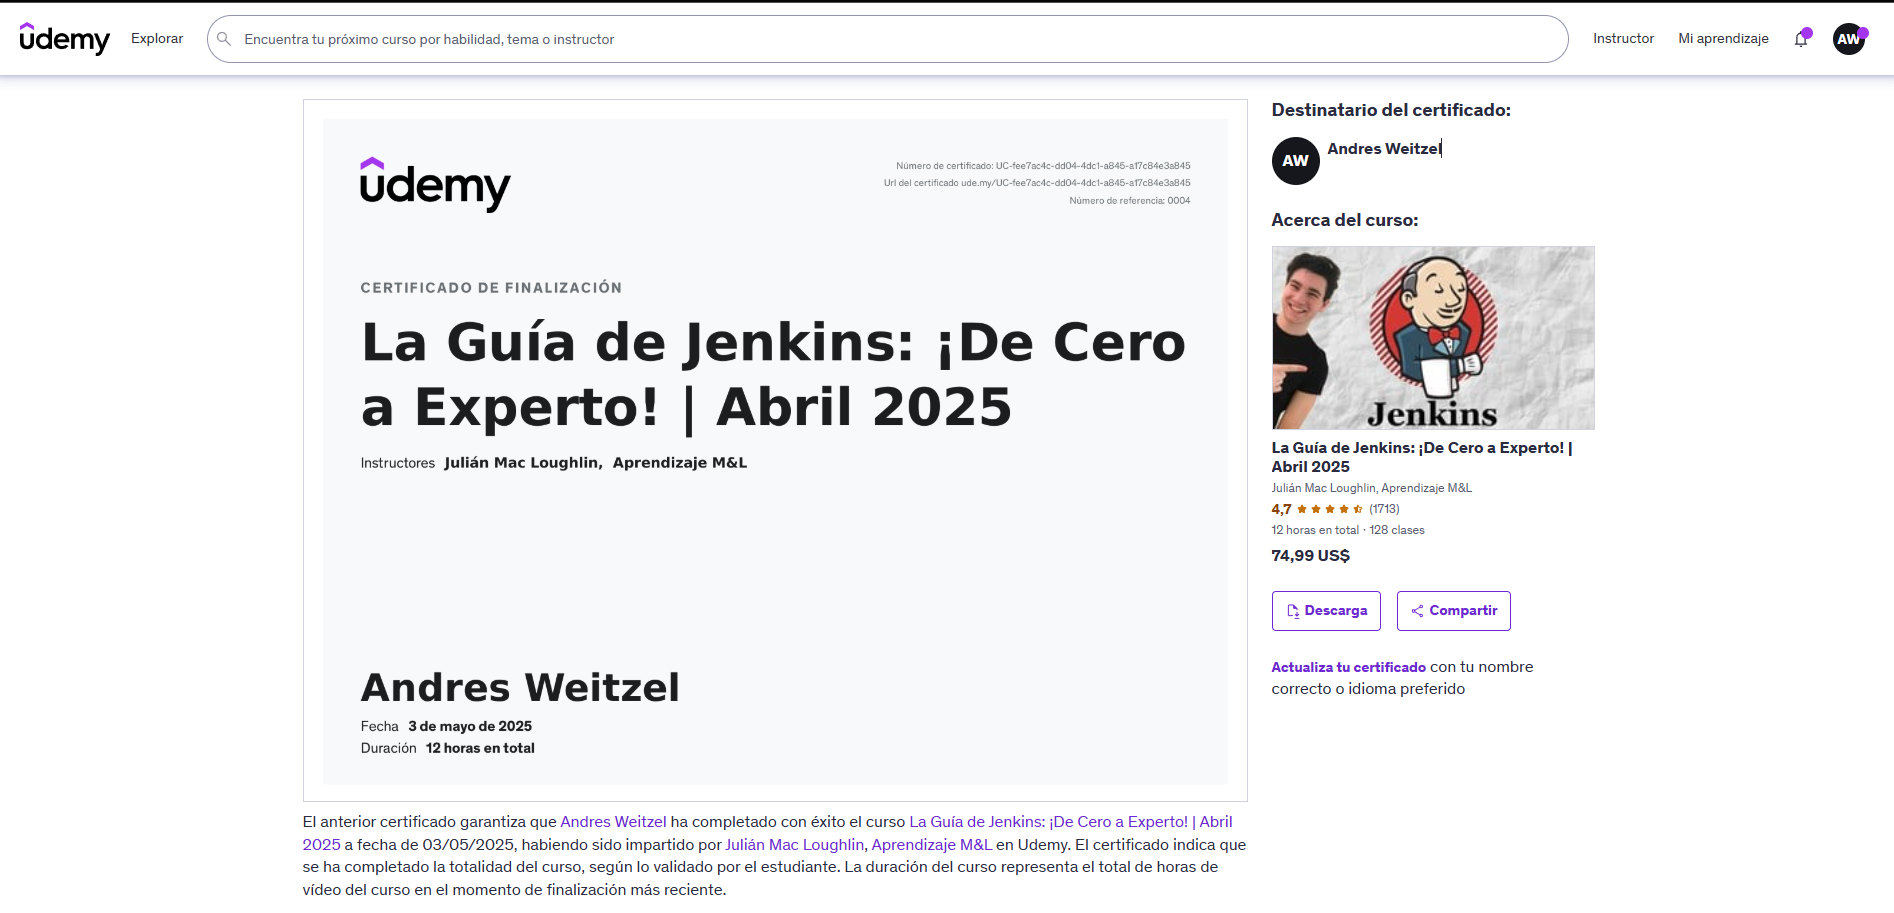 udemy
Explorar
Encuentra tu próximo curso por habilidad, tema o instructor
Instructor
Mi aprendizaje
AW
udemy
Número de certificado: UC-fee7ac4c-dd04-4dc1-a845-a17c84e3a845
Url del certificado ude.my/UC-fee7ac4c-dd04-4dc1-a845-a17c84e3a845
Número de referencia: 0004
CERTIFICADO DE FINALIZACIÓN
La Guía de Jenkins: ¡De Cero
a Experto! | Abril 2025
Instructores Julián Mac Loughlin, Aprendizaje M&L
Andres Weitzel
Fecha 3 de mayo de 2025
Duración 12 horas en total
El anterior certificado garantiza que Andres Weitzel ha completado con éxito el curso La Guía de Jenkins: ¡De Cero a Experto! | Abril
2025 a fecha de 03/05/2025, habiendo sido impartido por Julián Mac Loughlin, Aprendizaje M&L en Udemy. El certificado indica que
se ha completado la totalidad del curso, según lo validado por el estudiante. La duración del curso representa el total de horas de
vídeo del curso en el momento de finalización más reciente.
Destinatario del certificado:
AW
Andres Weitzel
Acerca del curso:
Jenkins
La Guía de Jenkins: ¡De Cero a Experto! |
Abril 2025
Julián Mac Loughlin, Aprendizaje M&L
4,7 (1713)
12 horas en total · 128 clases
74,99 US$
Descarga
Compartir
Actualiza tu certificado con tu nombre
correcto o idioma preferido